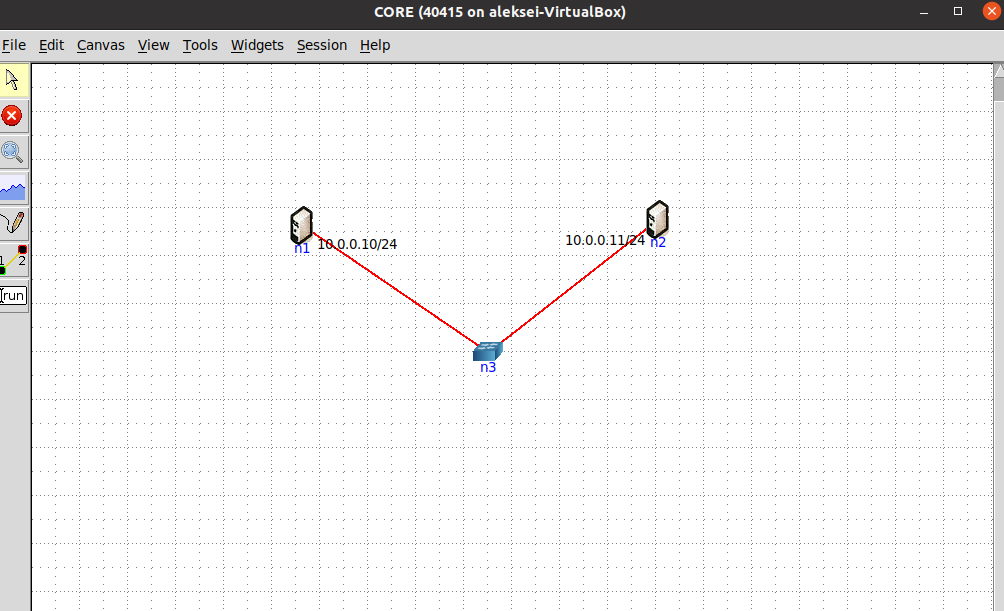 CORE (40415 on aleksei-VirtualBox)
File Edit Canvas View Tools Widgets Session Help
1 2
run
n1 10.0.0.10/24
10.0.0.11/24 n2
n3